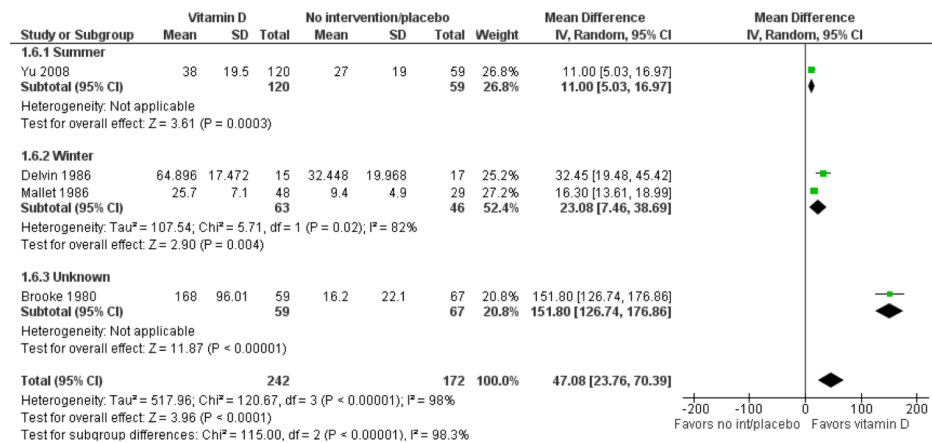 Vitamin D No intervention/placebo Mean Difference Mean Difference
Study or Subgroup Mean SD Total Mean SD Total Weight IV, Random, 95% CI IV, Random, 95% CI
1.6.1 Summer
Yu 2008 38 19.5 120 27 19 59 26.8% 11.00 [5.03, 16.97]
Subtotal (95% CI) 120 59 26.8% 11.00 [5.03, 16.97]
Heterogeneity: Not applicable
Test for overall effect: Z = 3.61 (P = 0.0003)
1.6.2 Winter
Delvin 1986 64.896 17.472 15 32.448 19.968 17 25.2% 32.45 [19.48, 45.42]
Mallet 1986 25.7 7.1 48 9.4 4.9 29 27.2% 16.30 [13.61, 18.99]
Subtotal (95% CI) 63 46 52.4% 23.08 [7.46, 38.69]
Heterogeneity: Tau² = 107.54; Chi² = 5.71, df = 1 (P = 0.02); I² = 82%
Test for overall effect: Z = 2.90 (P = 0.004)
1.6.3 Unknown
Brooke 1980 168 96.01 59 16.2 22.1 67 20.8% 151.80 [126.74, 176.86]
Subtotal (95% CI) 59 67 20.8% 151.80 [126.74, 176.86]
Heterogeneity: Not applicable
Test for overall effect: Z = 11.87 (P < 0.00001)
Total (95% CI) 242 172 100.0% 47.08 [23.76, 70.39]
Heterogeneity: Tau² = 517.96; Chi² = 120.67, df = 3 (P < 0.00001); I² = 98%
Test for overall effect: Z = 3.96 (P < 0.0001)
Test for subgroup differences: Chi² = 115.00, df = 2 (P < 0.00001), I² = 98.3%
-200 -100 0 100 200
Favors no int/placebo Favors vitamin D